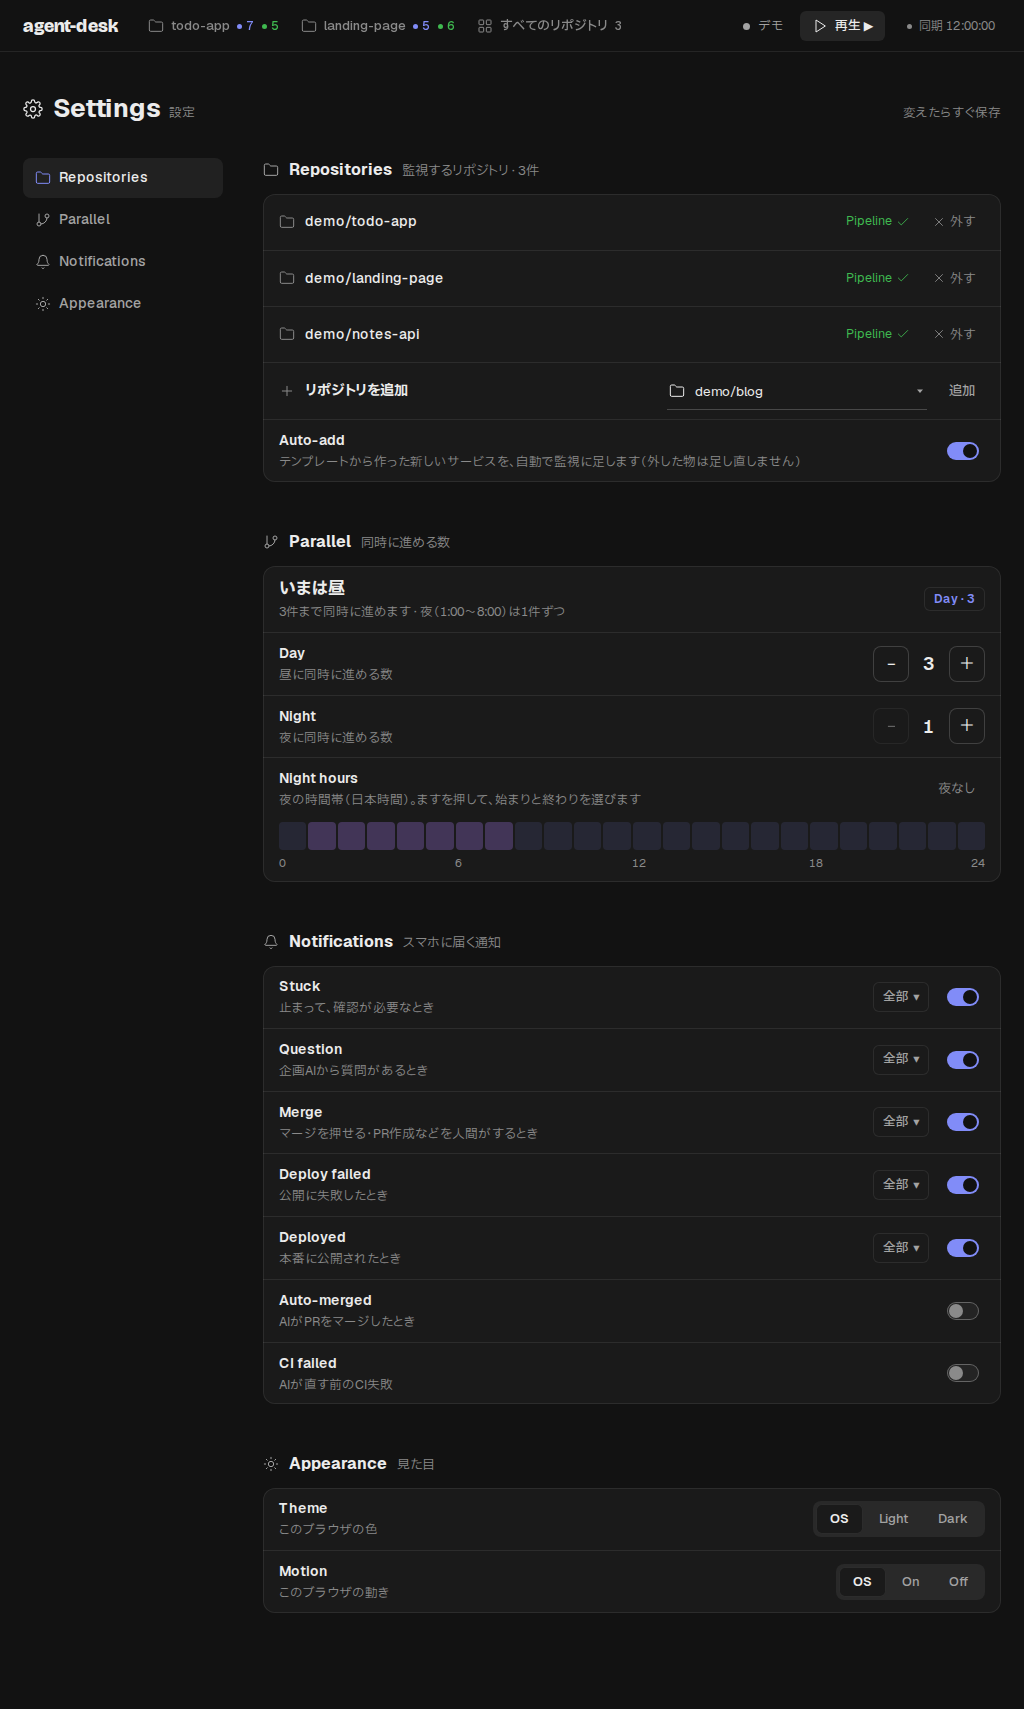 agent-desk todo-app 7 5 landing-page 5 6 すべてのリポジトリ 3 デモ 再生 ▶ 同期 12:00:00
Settings 設定 変えたらすぐ保存
Repositories
Parallel
Notifications
Appearance
Repositories 監視するリポジトリ · 3件
demo/todo-app Pipeline ✓ × 外す
demo/landing-page Pipeline ✓ × 外す
demo/notes-api Pipeline ✓ × 外す
+ リポジトリを追加 demo/blog 追加
Auto-add
テンプレートから作った新しいサービスを、自動で監視に足します（外した物は足し直しません）
Parallel 同時に進める数
いまは昼
3件まで同時に進めます · 夜（1:00〜8:00）は1件ずつ
Day · 3
Day
昼に同時に進める数
− 3 +
Night
夜に同時に進める数
− 1 +
Night hours
夜の時間帯（日本時間）。ますを押して、始まりと終わりを選びます
夜なし
0 6 12 18 24
Notifications スマホに届く通知
Stuck
止まって、確認が必要なとき
全部 ▾
Question
企画AIから質問があるとき
全部 ▾
Merge
マージを押せる・PR作成などを人間がするとき
全部 ▾
Deploy failed
公開に失敗したとき
全部 ▾
Deployed
本番に公開されたとき
全部 ▾
Auto-merged
AIがPRをマージしたとき
CI failed
AIが直す前のCI失敗
Appearance 見た目
Theme
このブラウザの色
OS Light Dark
Motion
このブラウザの動き
OS On Off